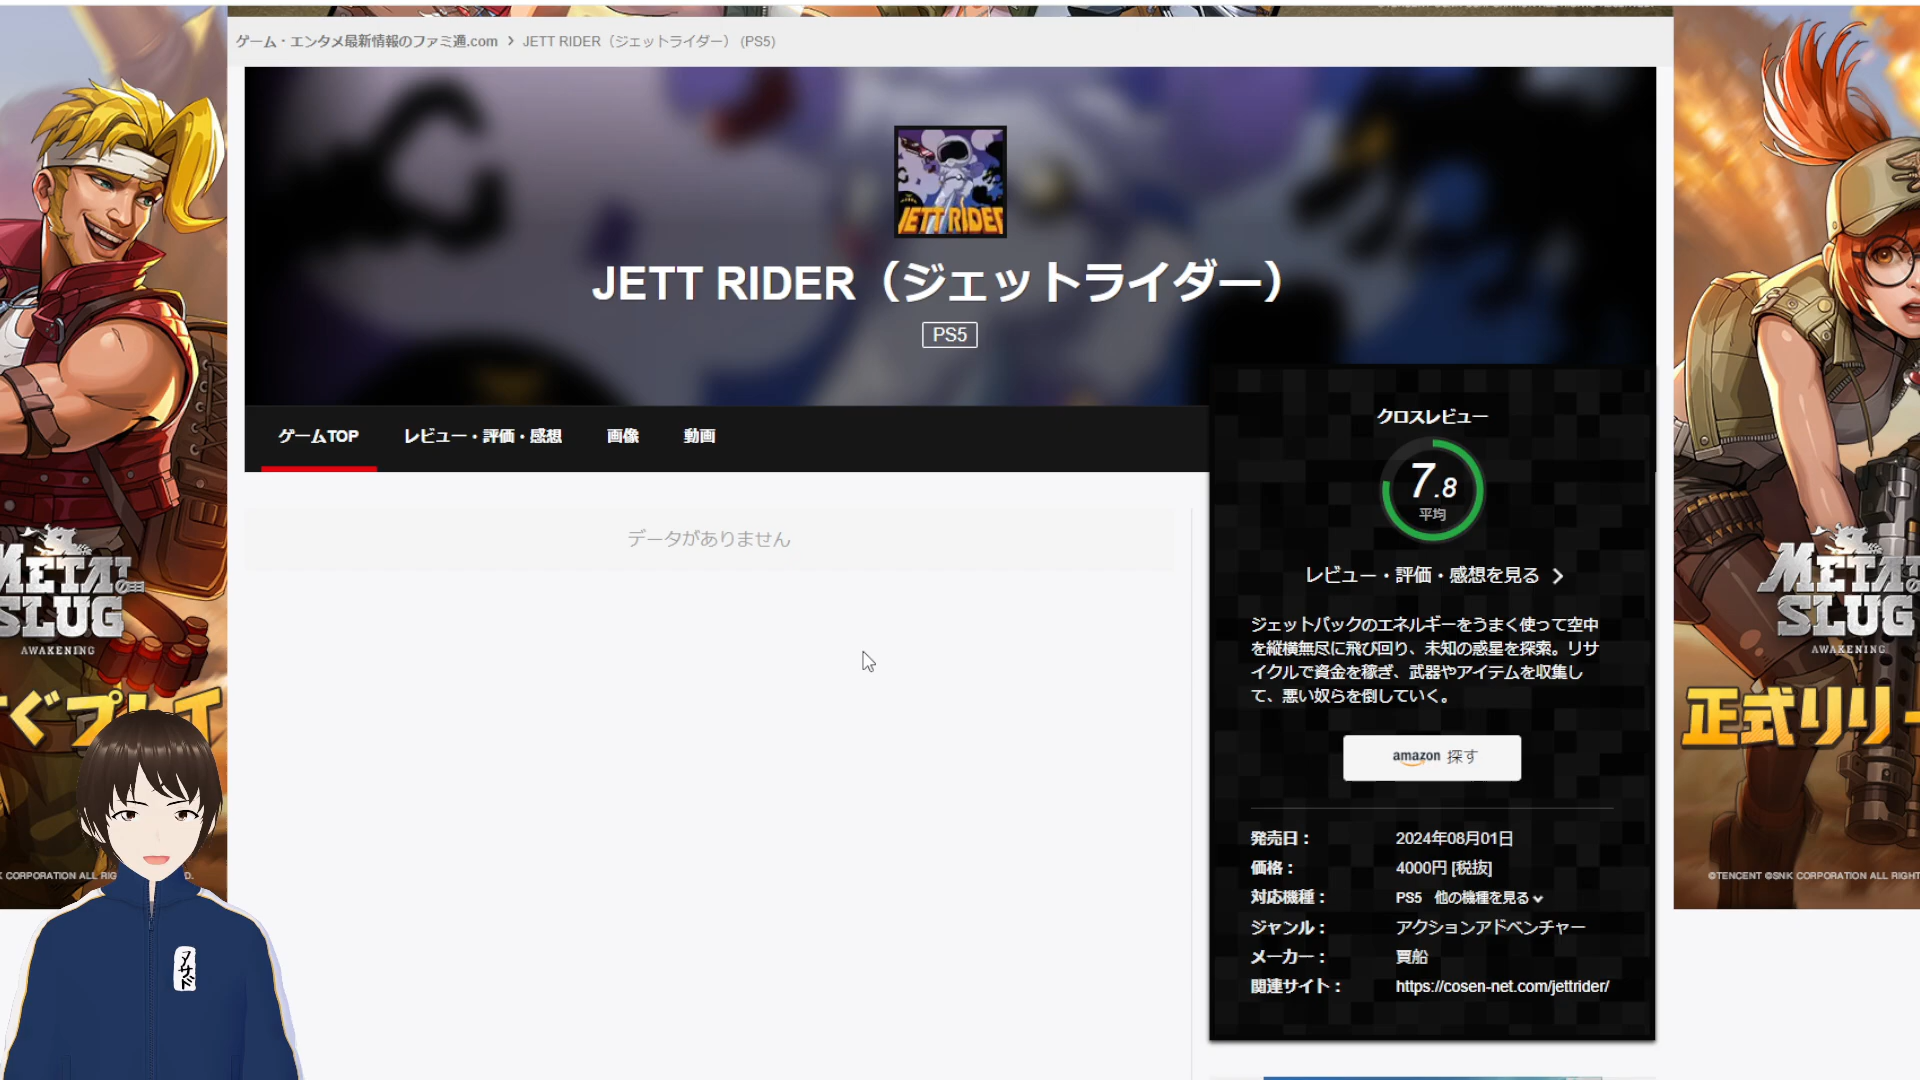 ゲーム・エンタメ最新情報のファミ通.com > JETT RIDER（ジェットライダー） (PS5)
JETT RIDER
JETT RIDER（ジェットライダー）
PS5
ゲームTOP レビュー・評価・感想 画像 動画
データがありません
クロスレビュー
7.8
平均
レビュー・評価・感想を見る >
ジェットパックのエネルギーをうまく使って空中
を縦横無尽に飛び回り、未知の惑星を探索。リサ
イクルで資金を稼ぎ、武器やアイテムを収集し
て、悪い奴らを倒していく。
amazon 探す
発売日： 2024年08月01日
価格： 4000円 [税抜]
対応機種： PS5 他の機種を見る
ジャンル： アクションアドベンチャー
メーカー： 賈船
関連サイト： https://cosen-net.com/jettrider/
METAL
SLUG
AWAKENING
ぐプレイ
CORPORATION ALL RIG
D.
METAL
SLUG
AWAKENING
正式リリー
©TENCENT ©SNK CORPORATION ALL RIGHT